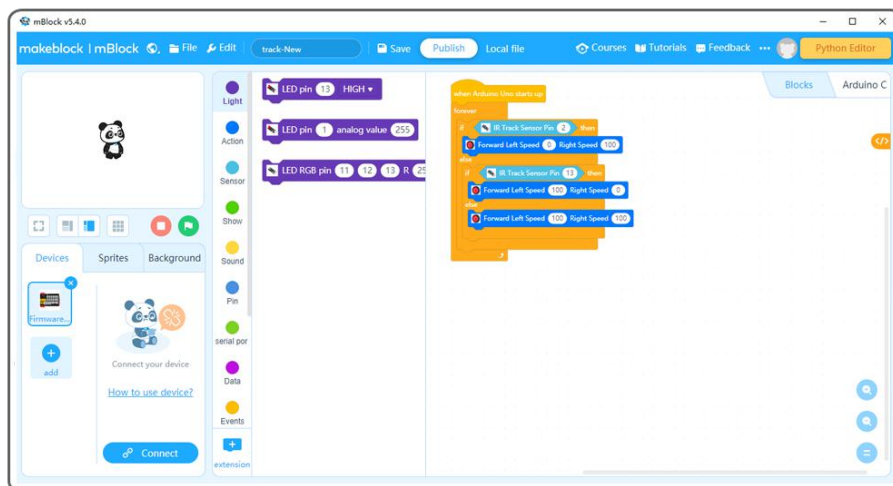 mBlock v5.4.0
makeblock | mBlock File Edit track-New Save Publish Local file Courses Tutorials Feedback Python Editor
Light
Action
Sensor
Show
Sound
Pin
serial por
Data
Events
extension
LED pin 13 HIGH
LED pin 1 analog value 255
LED RGB pin 11 12 13 R 25
when Arduino Uno starts up
forever
if IR Track Sensor Pin 2 then
Forward Left Speed 0 Right Speed 100
else
if IR Track Sensor Pin 13 then
Forward Left Speed 100 Right Speed 0
else
Forward Left Speed 100 Right Speed 100
Blocks Arduino C
</>
Devices Sprites Background
Firmware...
add
Connect your device
How to use device?
Connect